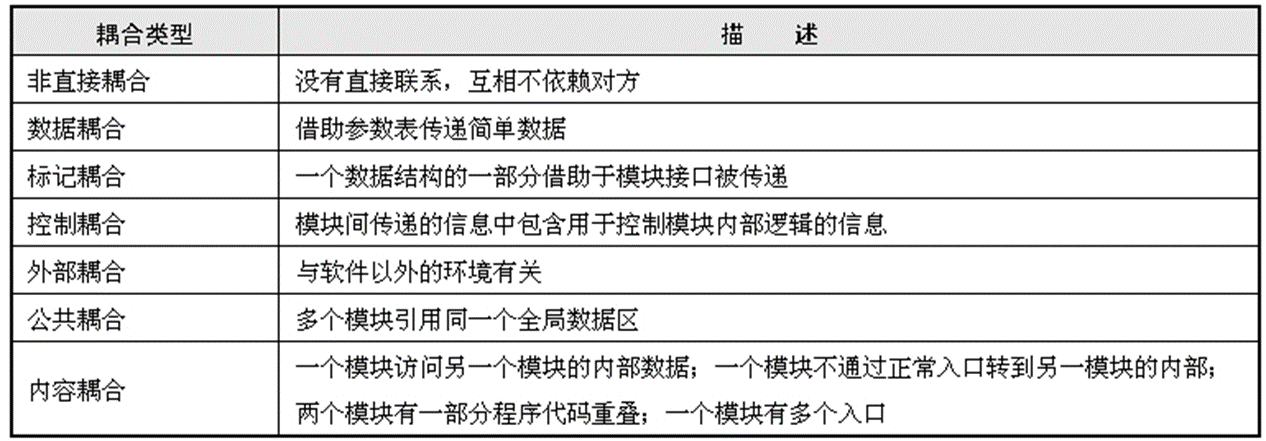 耦合类型 描 述
非直接耦合 没有直接联系，互相不依赖对方
数据耦合 借助参数表传递简单数据
标记耦合 一个数据结构的一部分借助于模块接口被传递
控制耦合 模块间传递的信息中包含用于控制模块内部逻辑的信息
外部耦合 与软件以外的环境有关
公共耦合 多个模块引用同一个全局数据区
内容耦合 一个模块访问另一个模块的内部数据；一个模块不通过正常入口转到另一模块的内部；
两个模块有一部分程序代码重叠；一个模块有多个入口